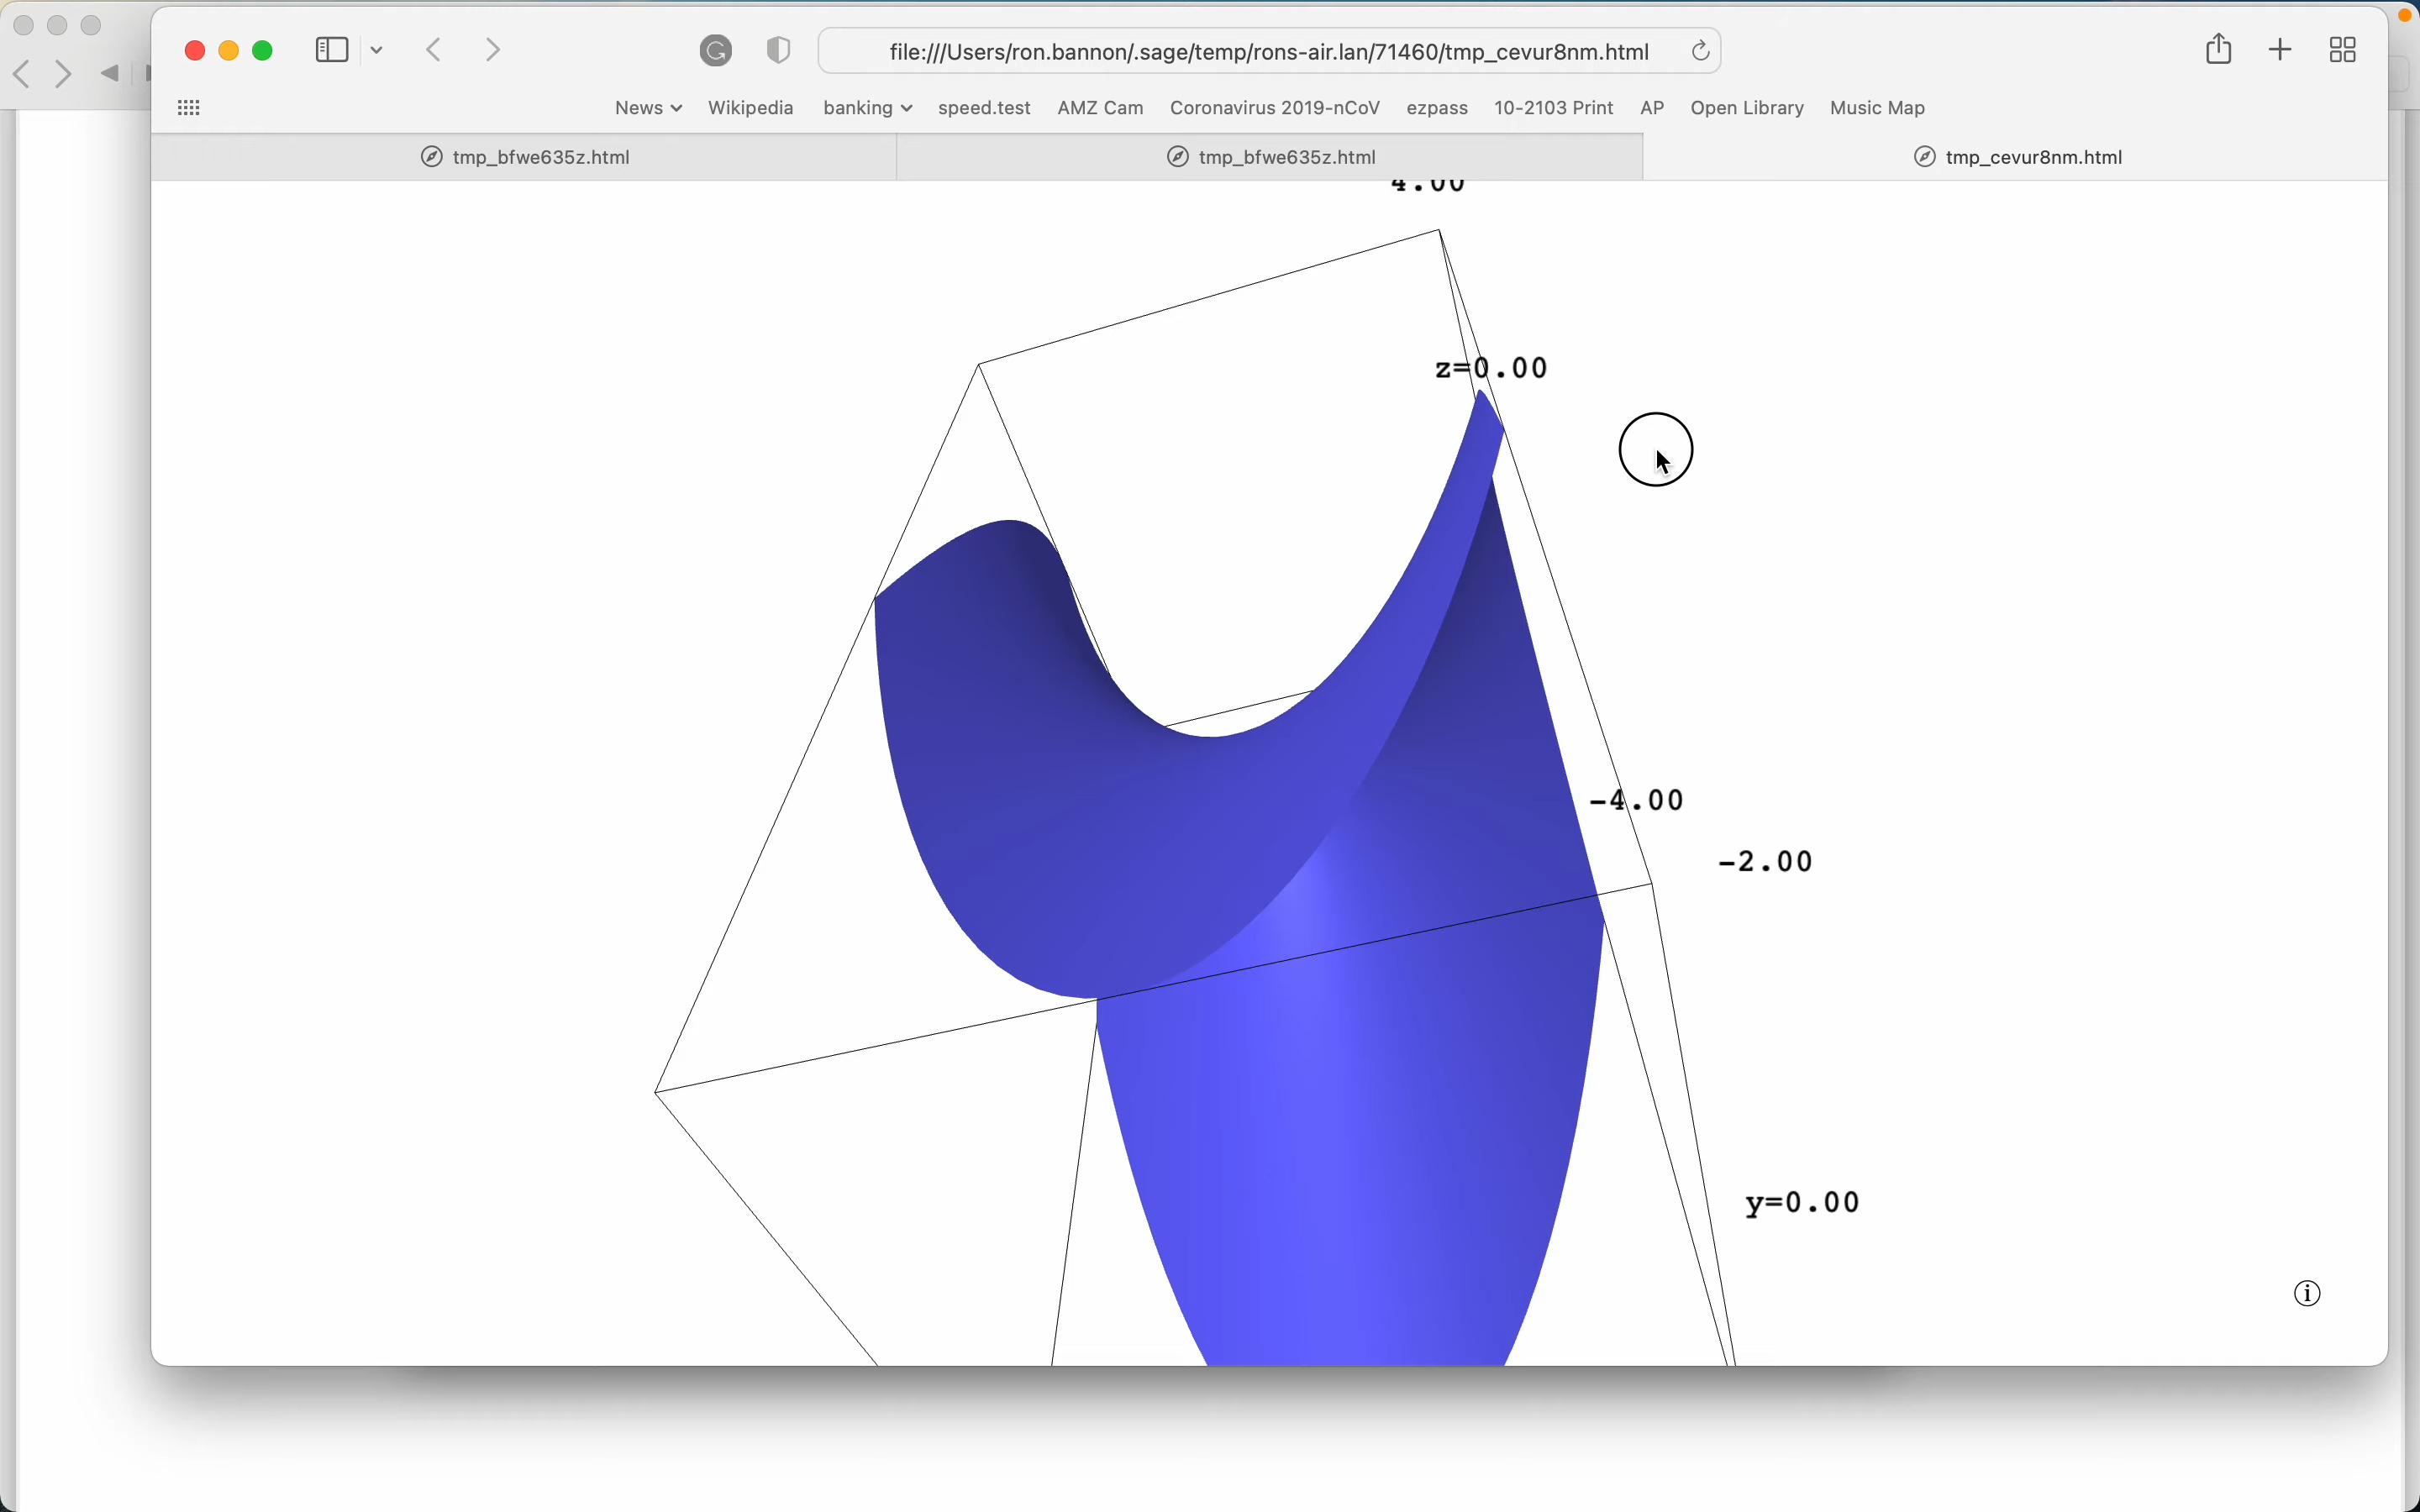 file:///Users/ron.bannon/.sage/temp/rons-air.lan/71460/tmp_cevur8nm.html
News Wikipedia banking speed.test AMZ Cam Coronavirus 2019-nCoV ezpass 10-2103 Print AP Open Library Music Map
tmp_bfwe635z.html tmp_bfwe635z.html tmp_cevur8nm.html
4.00
z=0.00
-4.00
-2.00
y=0.00